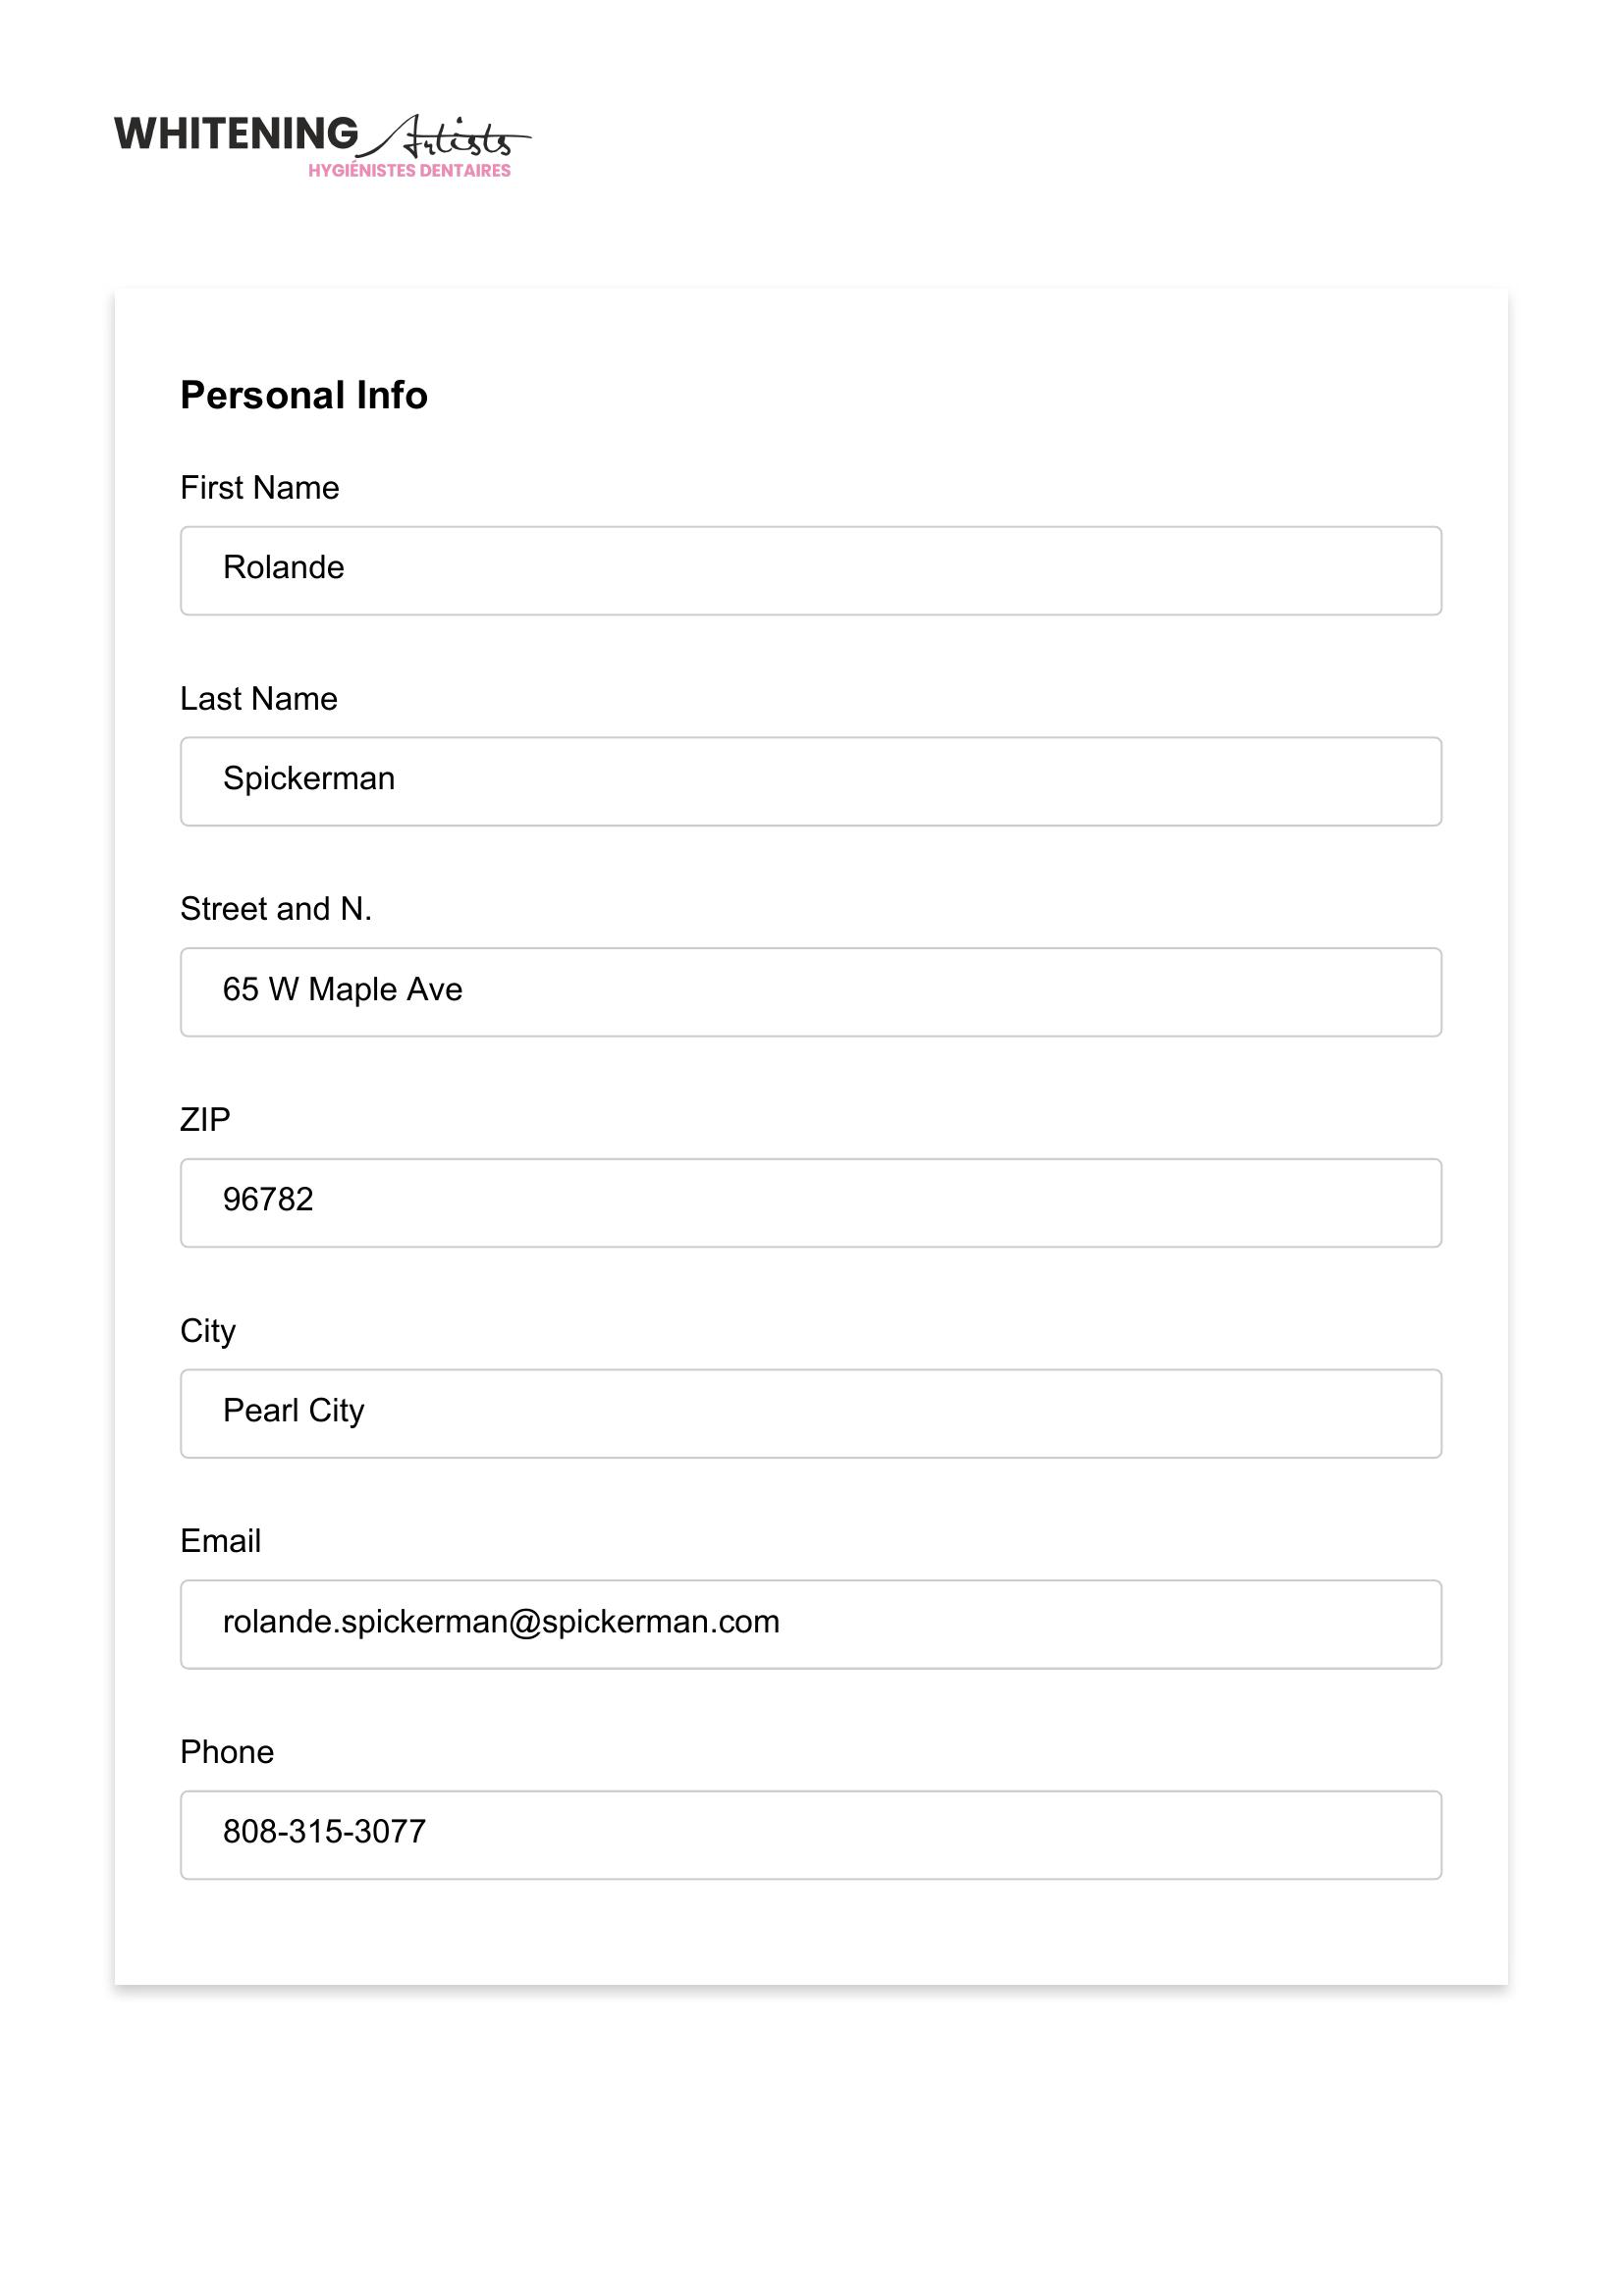 WHITENING Artists
HYGIÉNISTES DENTAIRES
Personal Info
First Name
Rolande
Last Name
Spickerman
Street and N.
65 W Maple Ave
ZIP
96782
City
Pearl City
Email
rolande.spickerman@spickerman.com
Phone
808-315-3077